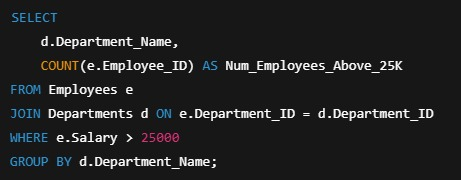 SELECT
d.Department_Name,
COUNT(e.Employee_ID) AS Num_Employees_Above_25K
FROM Employees e
JOIN Departments d ON e.Department_ID = d.Department_ID
WHERE e.Salary > 25000
GROUP BY d.Department_Name;